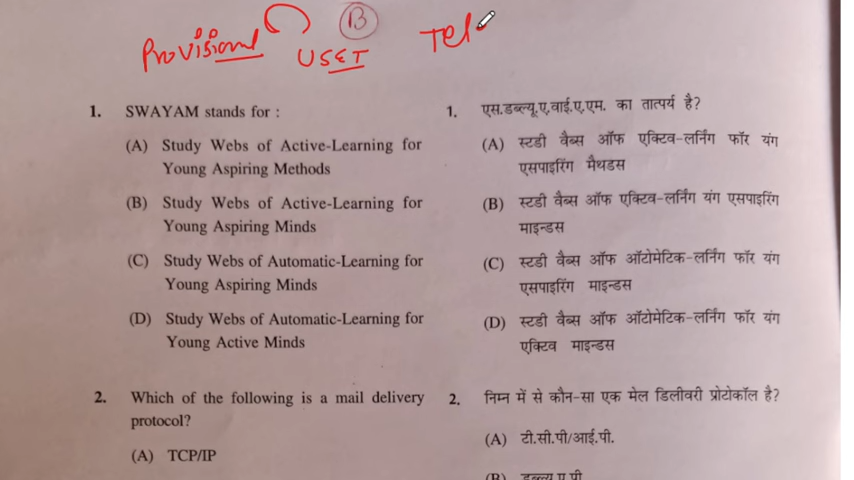 Provisional USET (B) Tel
1. SWAYAM stands for :
(A) Study Webs of Active-Learning for
Young Aspiring Methods
(B) Study Webs of Active-Learning for
Young Aspiring Minds
(C) Study Webs of Automatic-Learning for
Young Aspiring Minds
(D) Study Webs of Automatic-Learning for
Young Active Minds
2. Which of the following is a mail delivery
protocol?
(A) TCP/IP
1. एस.डब्ल्यू.ए.वाई.ए.एम. का तात्पर्य है?
(A) स्टडी वैब्स ऑफ एक्टिव-लर्निंग फॉर यंग
एसपाइरिंग मैथडस
(B) स्टडी वैब्स ऑफ एक्टिव-लर्निंग यंग एसपाइरिंग
माइन्डस
(C) स्टडी वैब्स ऑफ ऑटोमेटिक-लर्निंग फॉर यंग
एसपाइरिंग माइन्डस
(D) स्टडी वैब्स ऑफ ऑटोमेटिक-लर्निंग फॉर यंग
एक्टिव माइन्डस
2. निम्न में से कौन-सा एक मेल डिलीवरी प्रोटोकॉल है?
(A) टी.सी.पी/आई.पी.